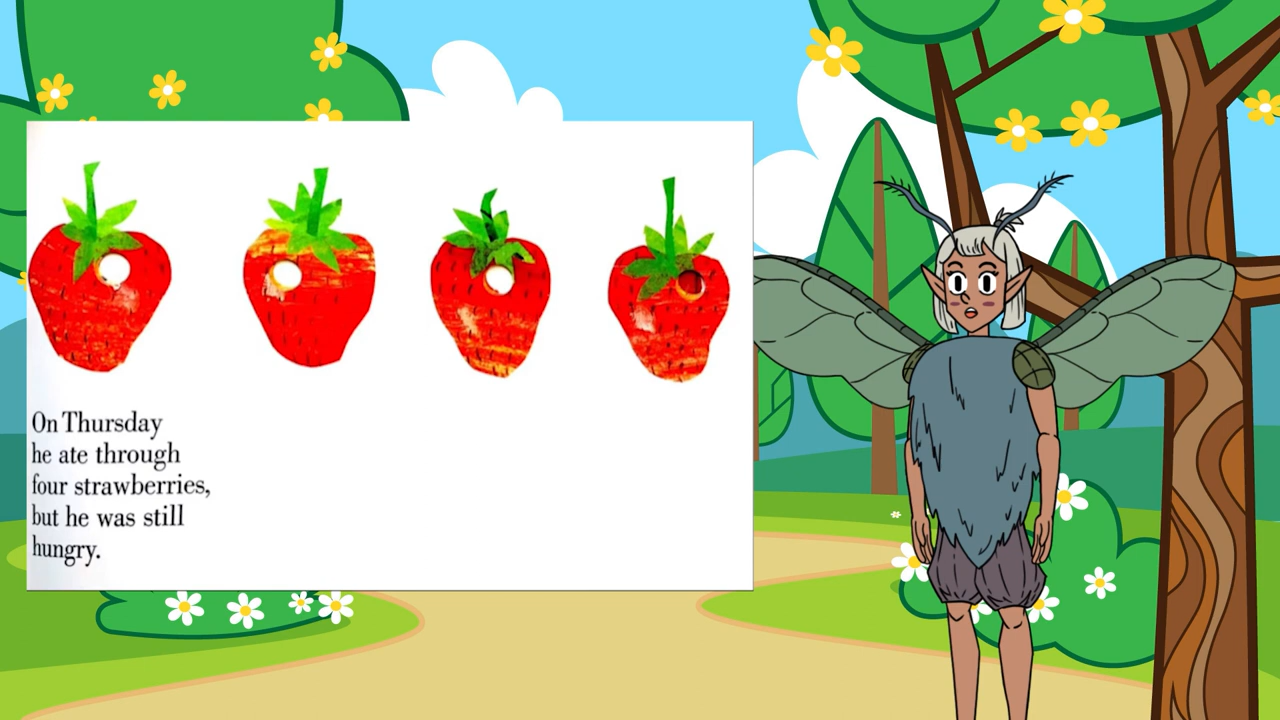 On Thursday
he ate through
four strawberries,
but he was still
hungry.